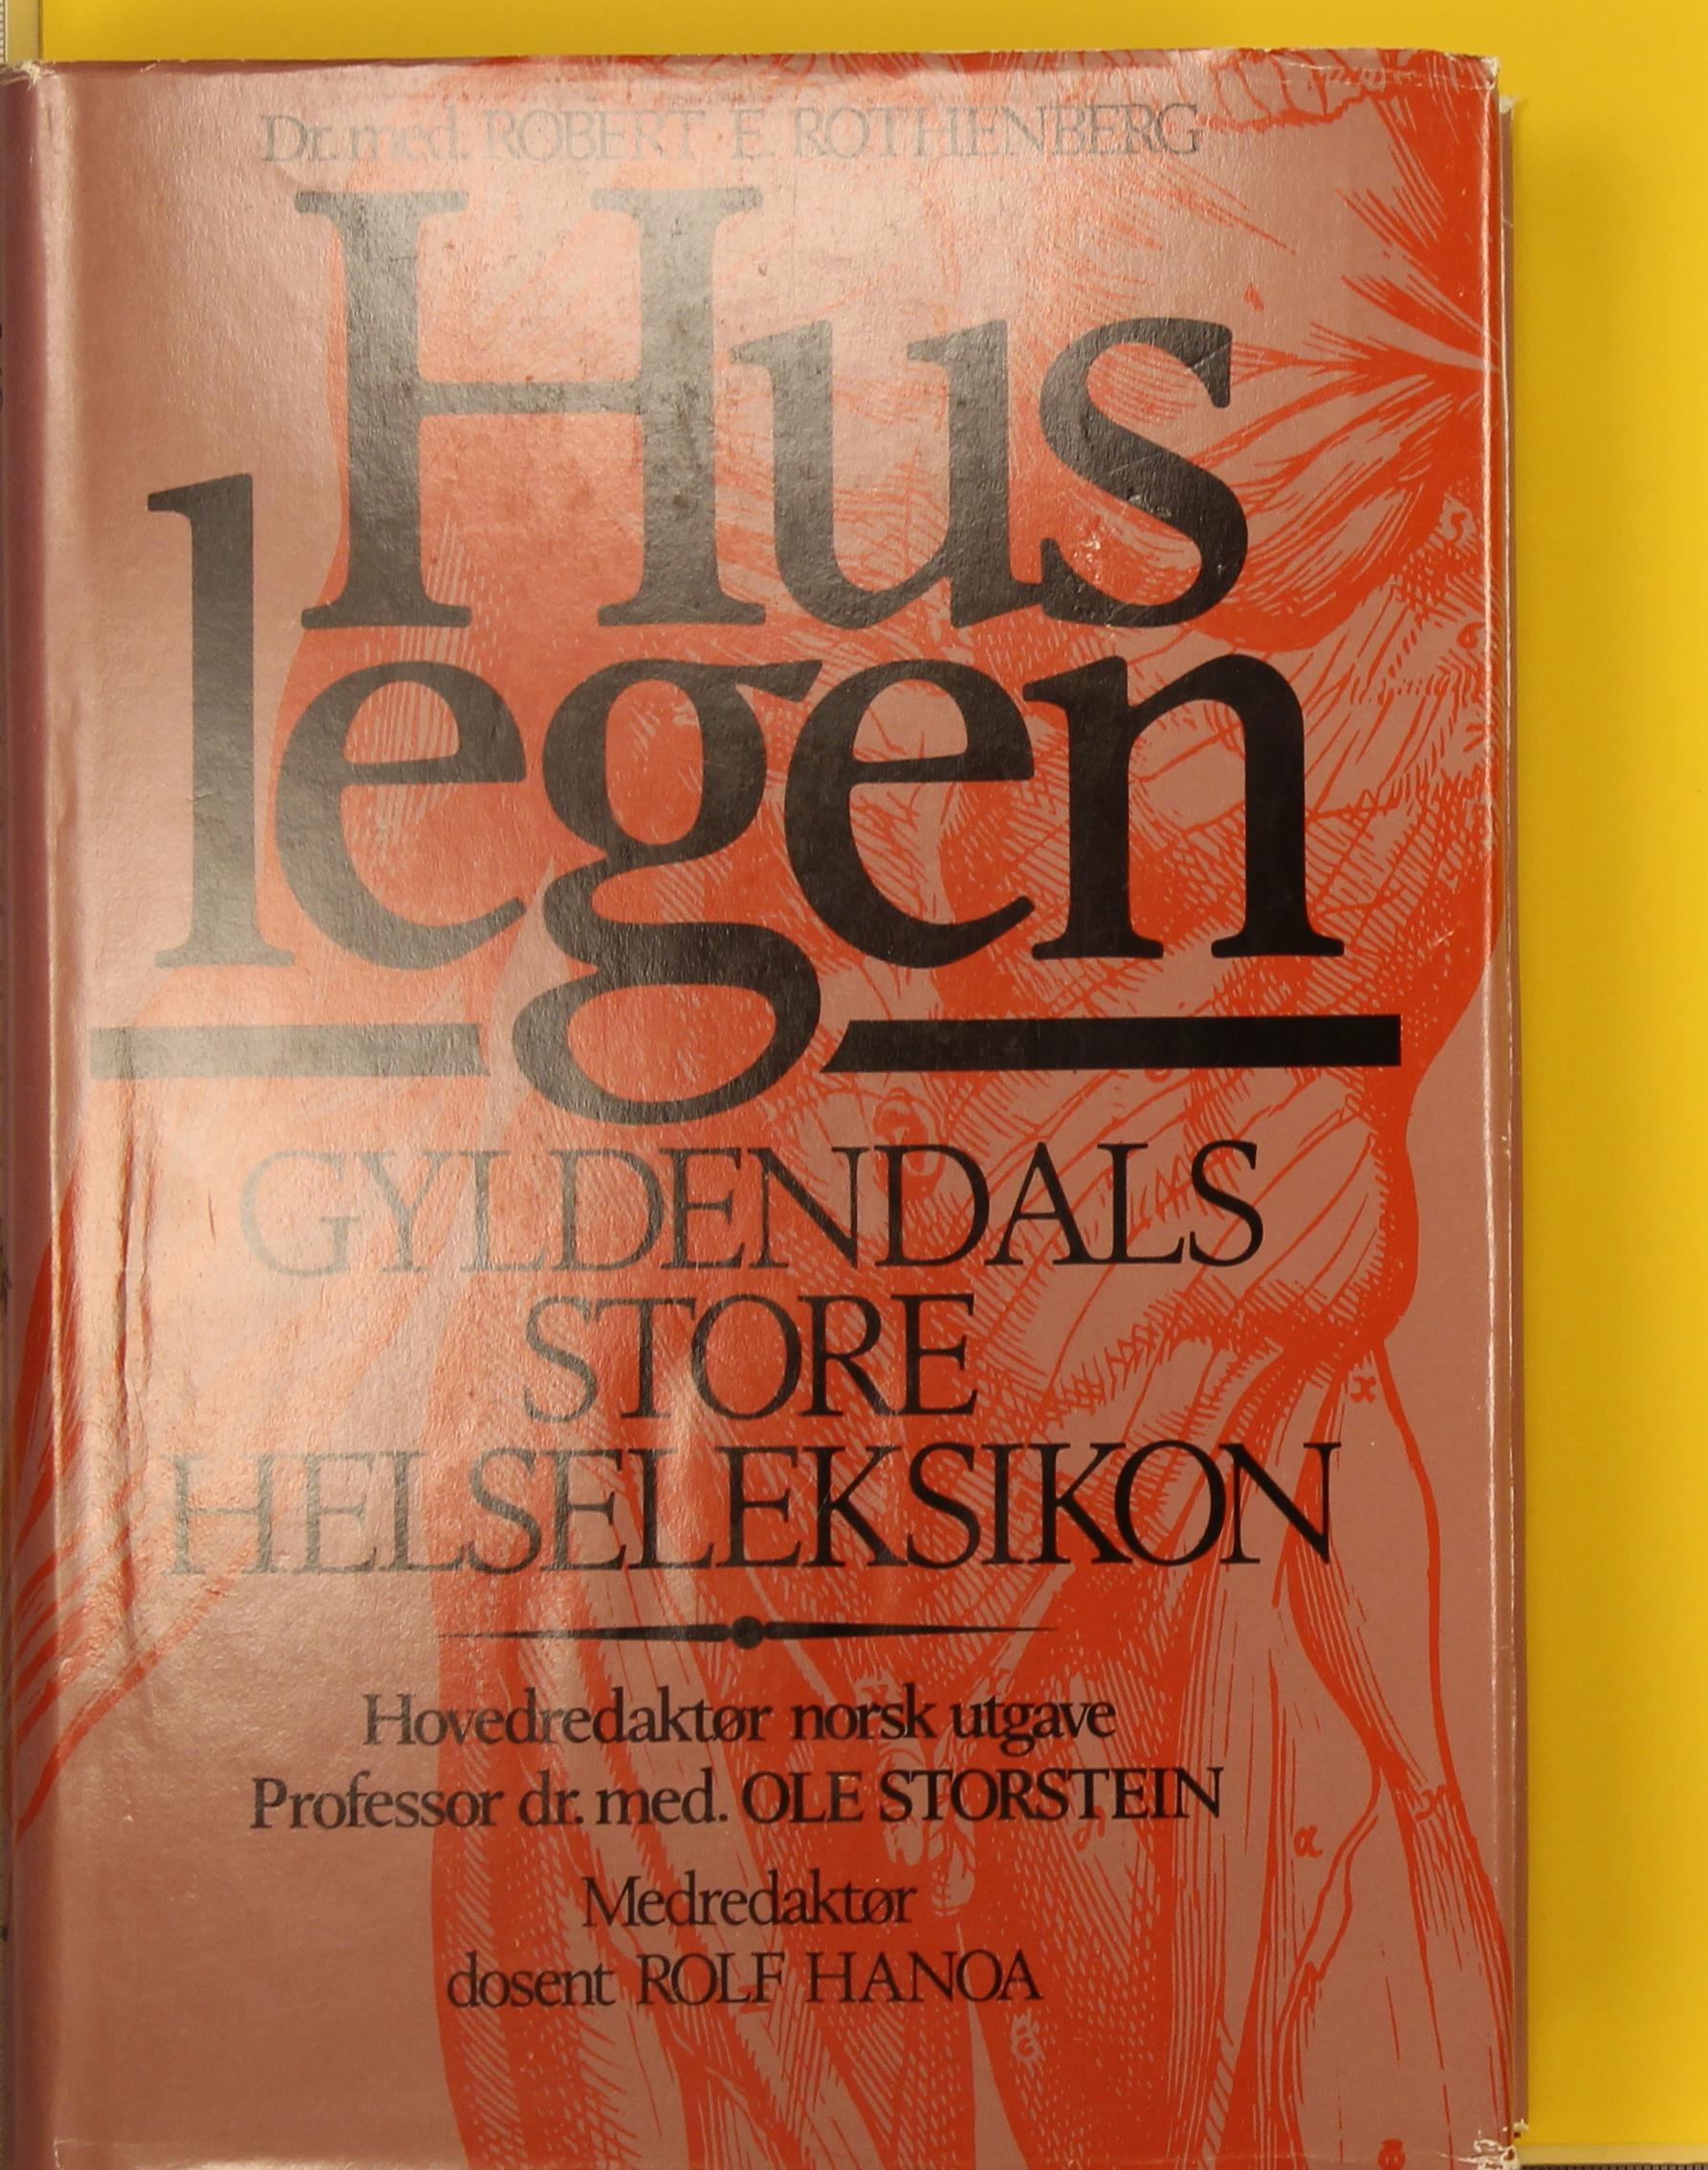 Dr. med. ROBERT E. ROTHENBERG
Hus
legen
GYLDENDALS
STORE
HELSELEKSIKON
Hovedredaktør norsk utgave
Professor dr. med. OLE STORSTEIN
Medredaktør
dosent ROLF HANOA